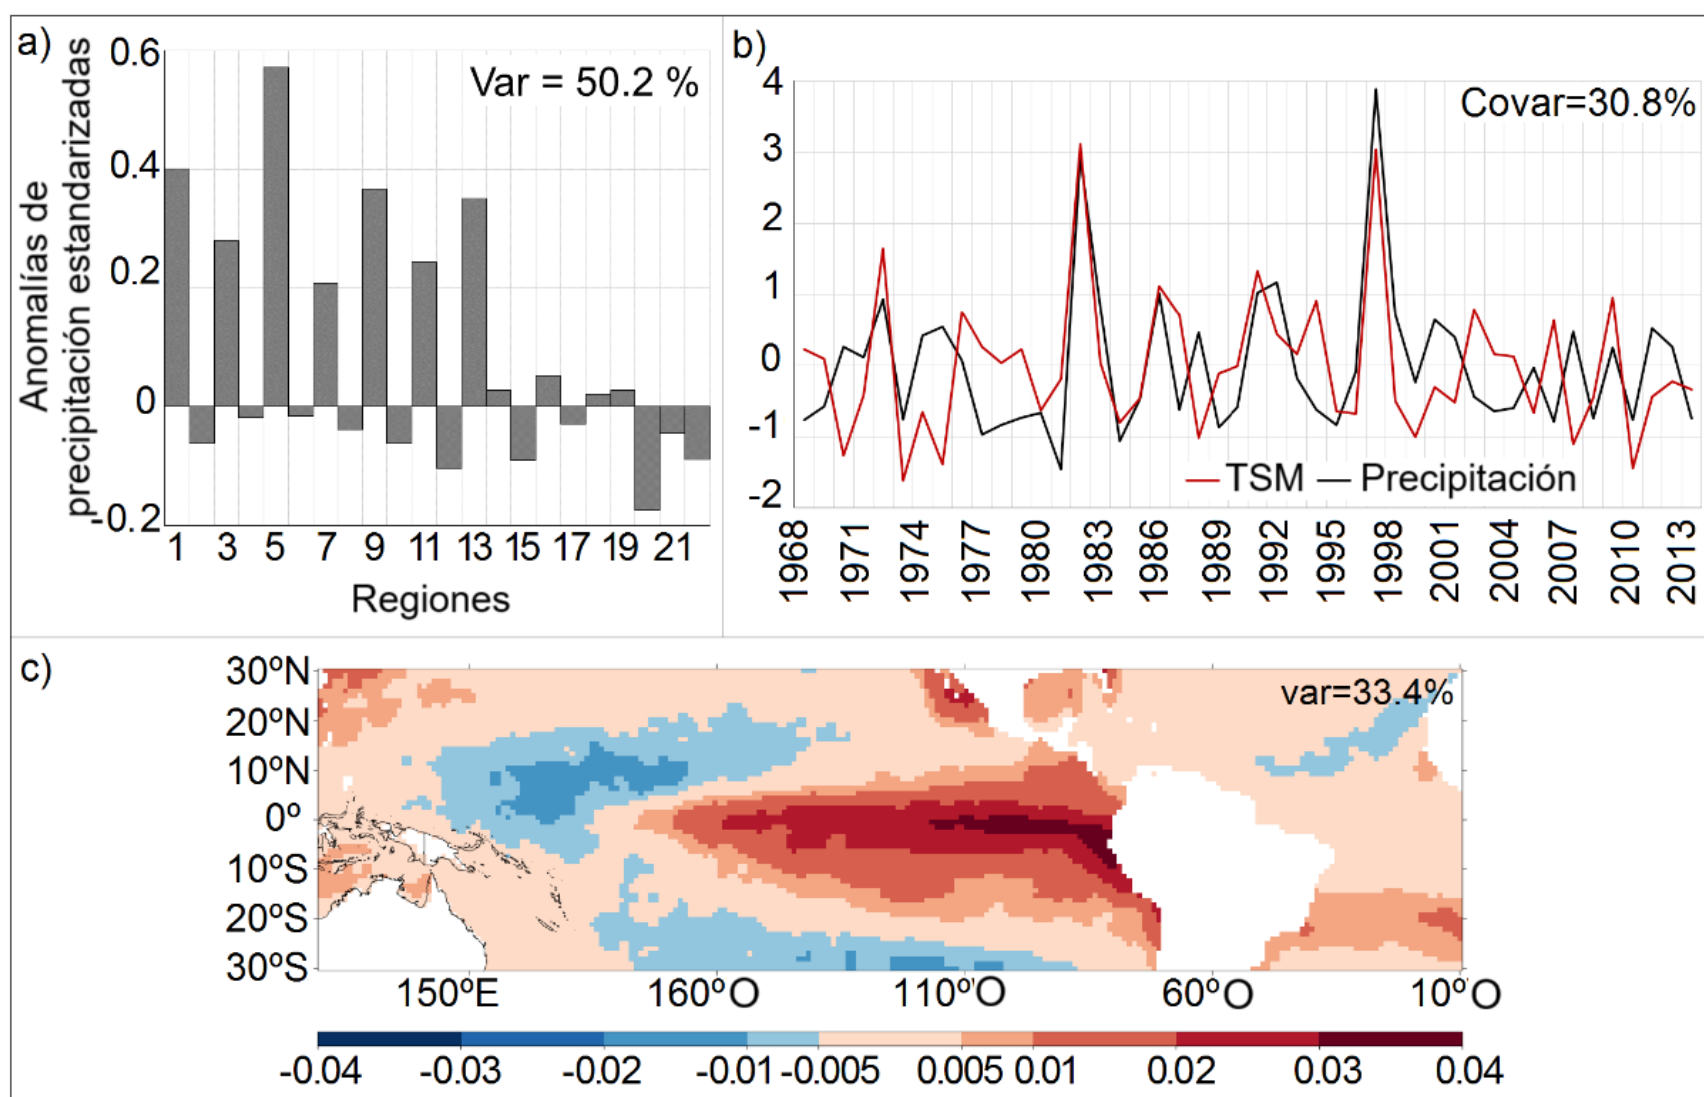 a)
Anomalías de
precipitación estandarizadas
0.6
0.4
0.2
0
-0.2
Var = 50.2 %
1 3 5 7 9 11 13 15 17 19 21
Regiones
b)
4
3
2
1
0
-1
-2
Covar=30.8%
TSM Precipitación
1968 1971 1974 1977 1980 1983 1986 1989 1992 1995 1998 2001 2004 2007 2010 2013
c)
30ºN
20ºN
10ºN
0º
10ºS
20ºS
30ºS
var=33.4%
150ºE 160ºO 110ºO 60ºO 10ºO
-0.04 -0.03 -0.02 -0.01 -0.005 0.005 0.01 0.02 0.03 0.04